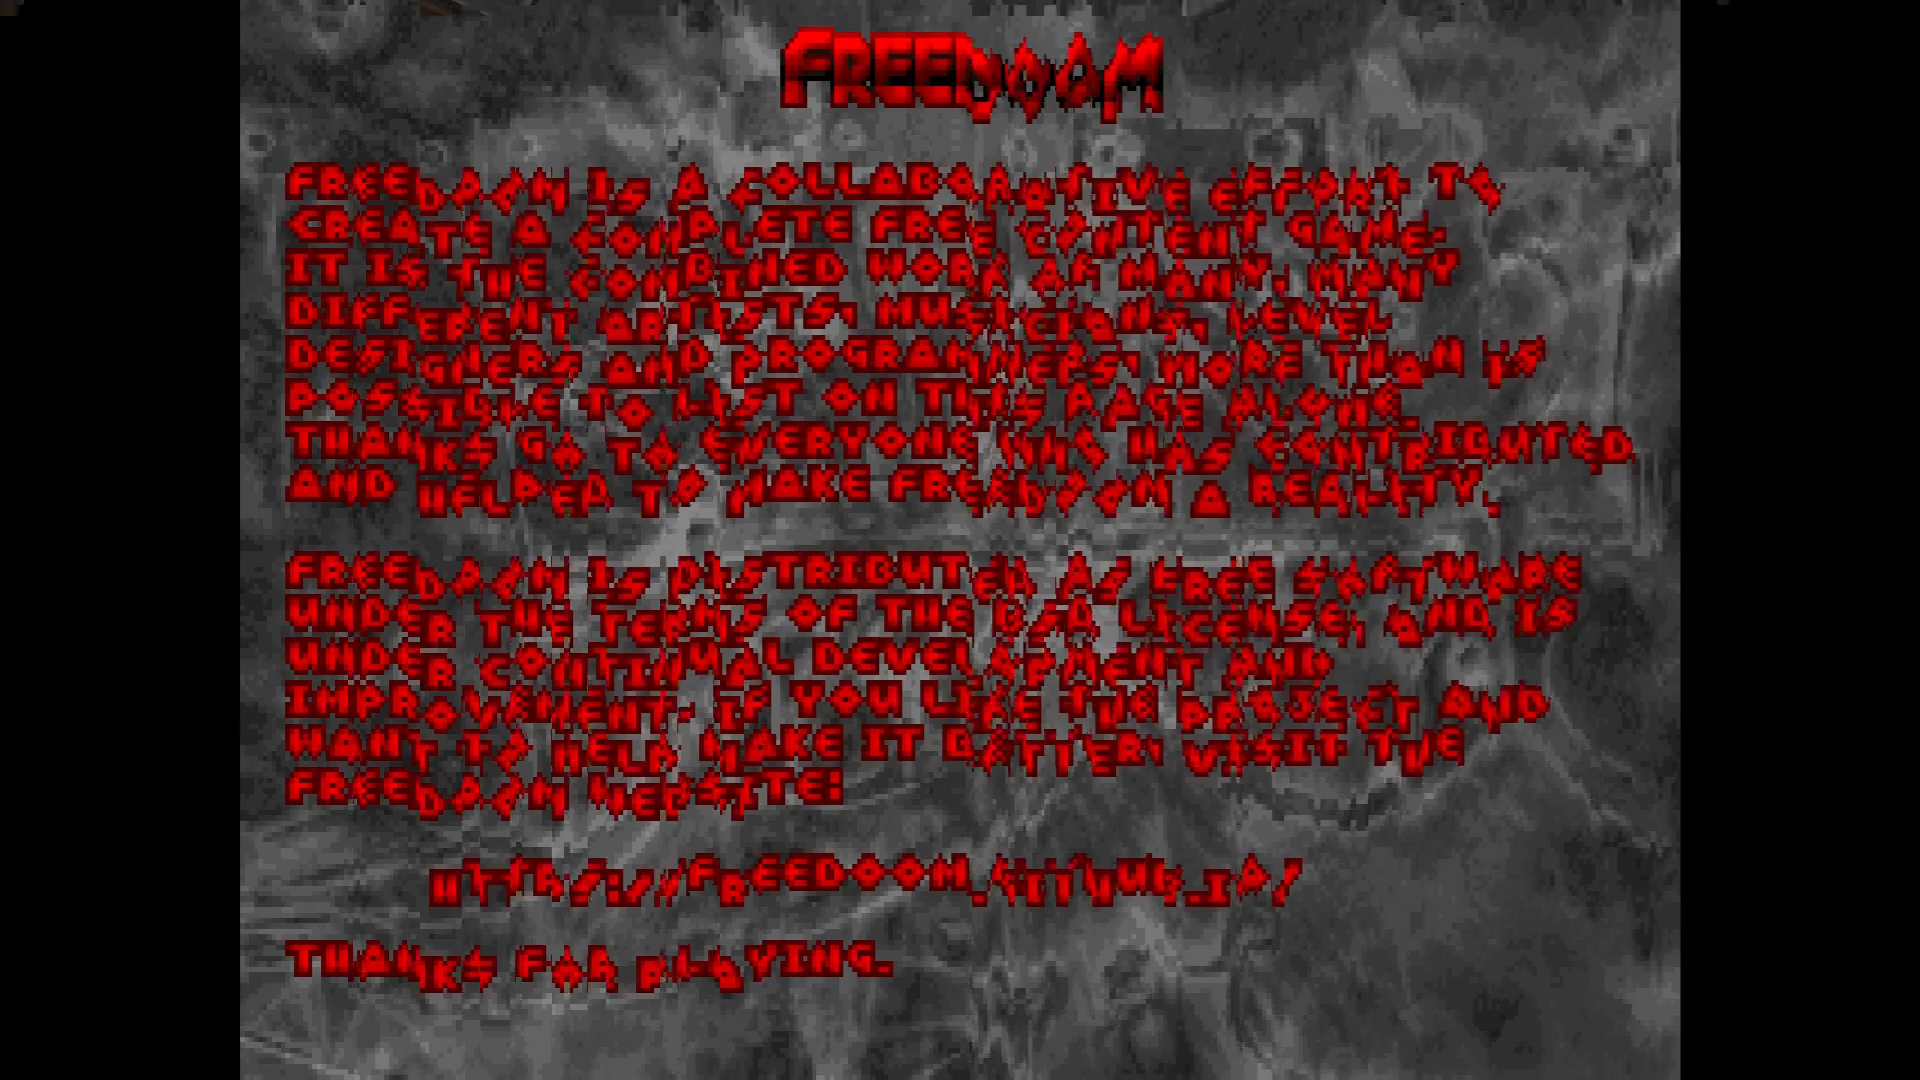 FREEDOOM
FREEDOOM IS A COLLABORATIVE EFFORT TO
CREATE A COMPLETE FREE CONTENT GAME.
IT IS THE COMBINED WORK OF MANY, MANY
DIFFERENT ARTISTS, MUSICIANS, LEVEL
DESIGNERS AND PROGRAMMERS, MORE THAN IS
POSSIBLE TO LIST ON THIS PAGE ALONE.
THANKS GO TO EVERYONE WHO HAS CONTRIBUTED
AND HELPED TO MAKE FREEDOOM A REALITY.
FREEDOOM IS DISTRIBUTED AS FREE SOFTWARE
UNDER THE TERMS OF THE BSD LICENSE, AND IS
UNDER CONTINUAL DEVELOPMENT AND
IMPROVEMENT. IF YOU LIKE THE PROJECT AND
WANT TO HELP MAKE IT BETTER, VISIT THE
FREEDOOM WEBSITE:
HTTPS://FREEDOOM.GITHUB.IO/
THANKS FOR PLAYING.